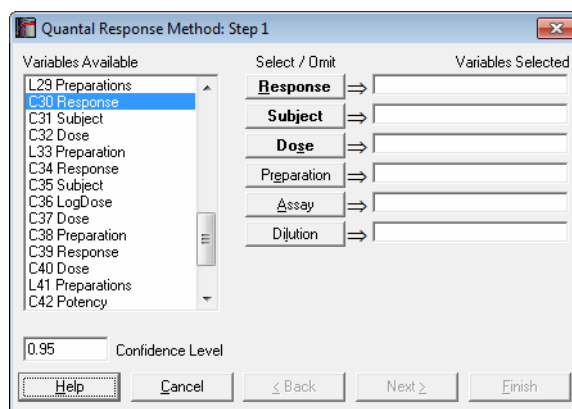 Quantal Response Method: Step 1
Variables Available
Select / Omit
Variables Selected
L29 Preparations
C30 Response
C31 Subject
C32 Dose
L33 Preparation
C34 Response
C35 Subject
C36 LogDose
C37 Dose
C38 Preparation
C39 Response
C40 Dose
L41 Preparations
C42 Potency
Response
Subject
Dose
Preparation
Assay
Dilution
0.95 Confidence Level
Help
Cancel
< Back
Next >
Finish